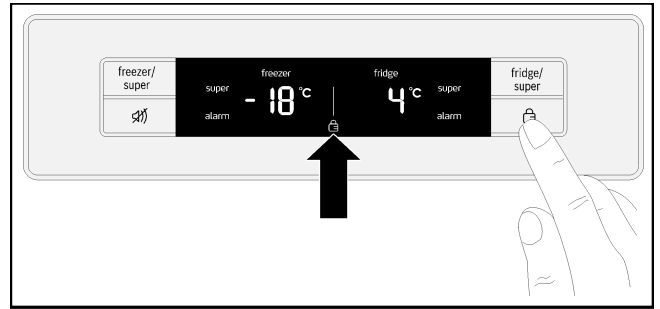 freezer/
super
freezer
super
- 18 °C
alarm
fridge
4 °C
super
alarm
fridge/
super